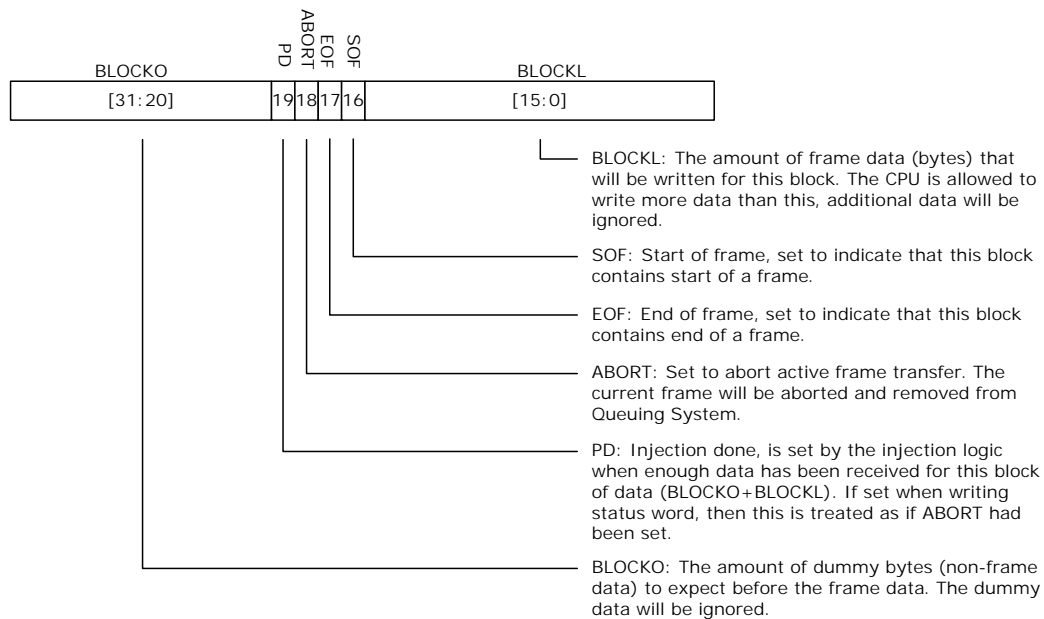 PD
ABORT
EOF
SOF
BLOCKO
BLOCKL
[31:20]
19
18
17
16
[15:0]
BLOCKL: The amount of frame data (bytes) that
will be written for this block. The CPU is allowed to
write more data than this, additional data will be
ignored.
SOF: Start of frame, set to indicate that this block
contains start of a frame.
EOF: End of frame, set to indicate that this block
contains end of a frame.
ABORT: Set to abort active frame transfer. The
current frame will be aborted and removed from
Queuing System.
PD: Injection done, is set by the injection logic
when enough data has been received for this block
of data (BLOCKO+BLOCKL). If set when writing
status word, then this is treated as if ABORT had
been set.
BLOCKO: The amount of dummy bytes (non-frame
data) to expect before the frame data. The dummy
data will be ignored.